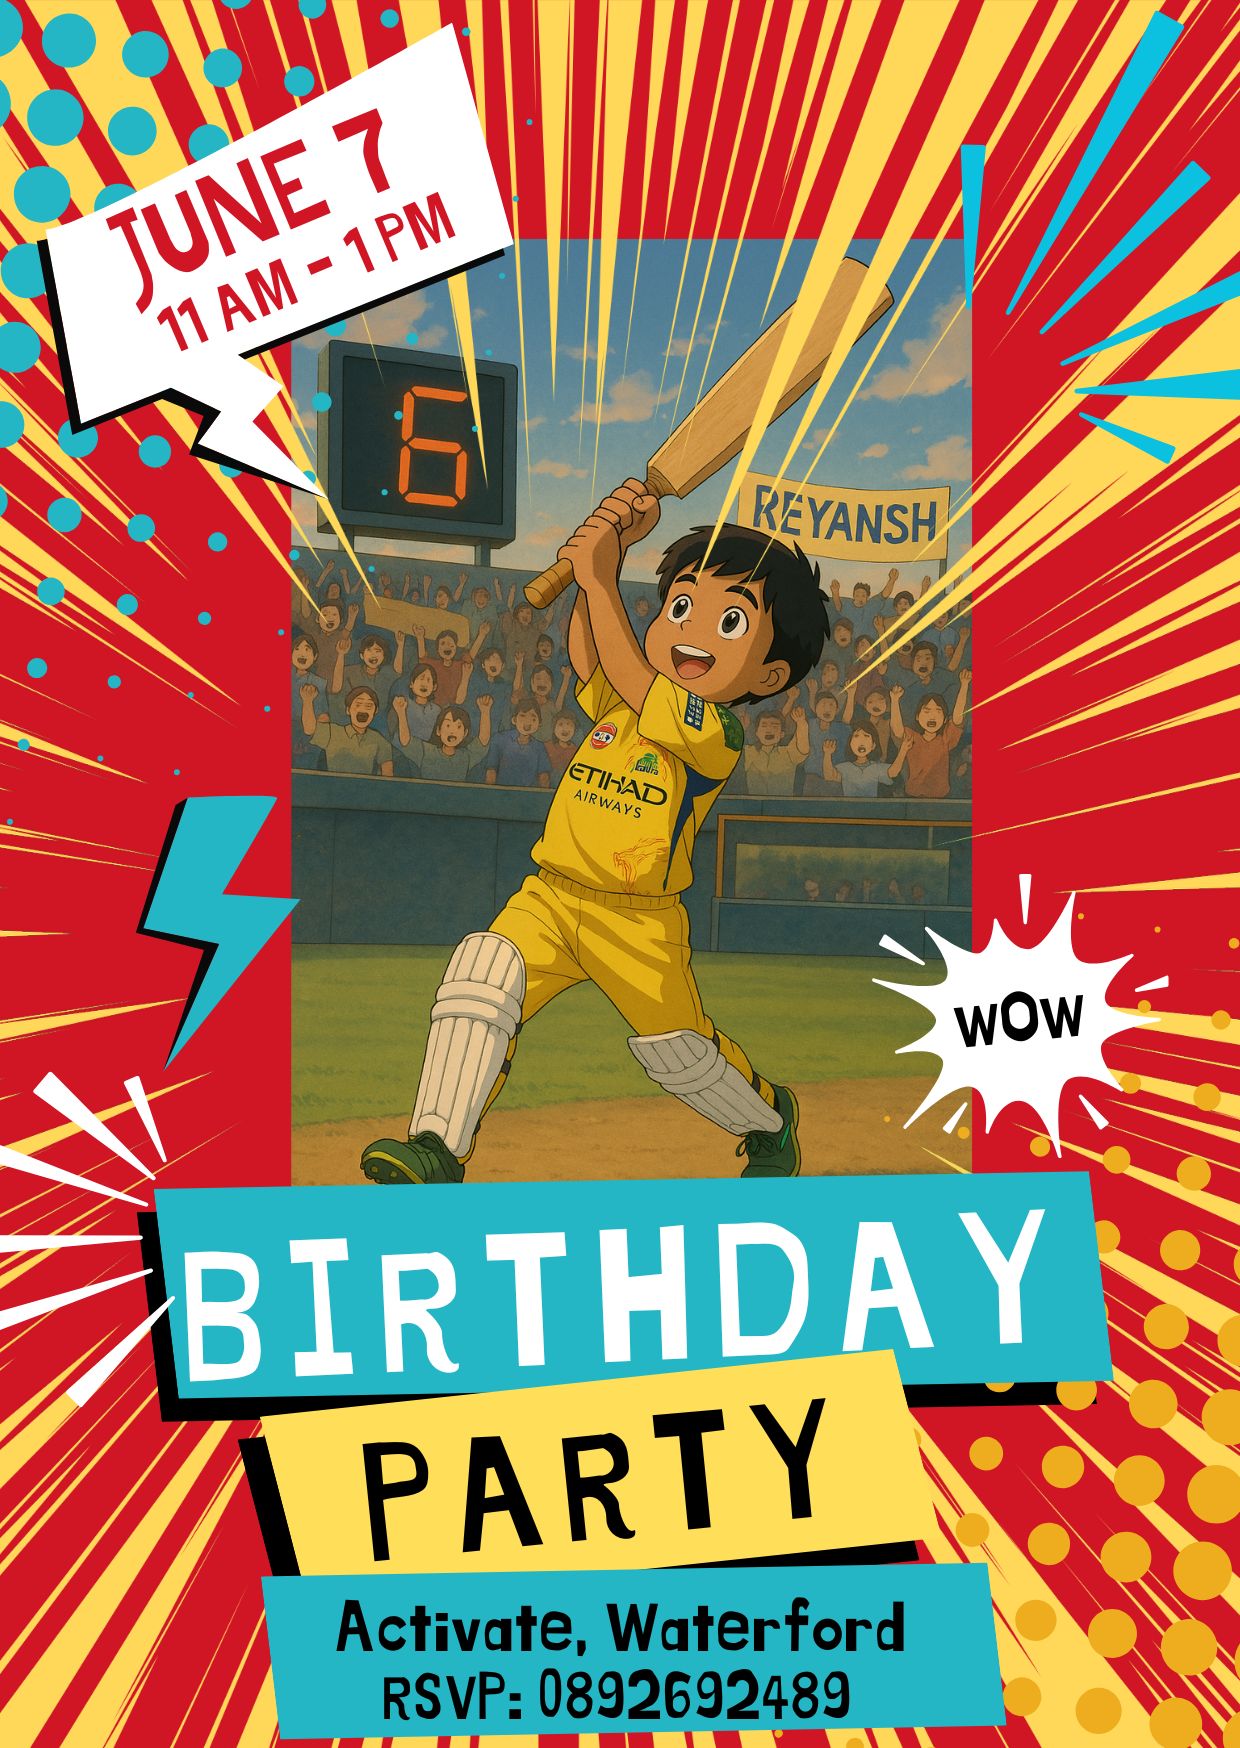 JUNE 7
11 AM - 1 PM
6
REYANSH
ETIHAD
AIRWAYS
WOW
BIRTHDAY
PARTY
Activate, Waterford
RSVP: 0892692489